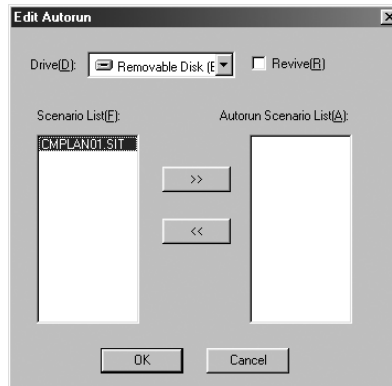 Edit Autorun
Drive(D): Removable Disk (E Revive(R)
Scenario List(F): Autorun Scenario List(A):
CMPLAN01.SIT
>>
<<
OK Cancel